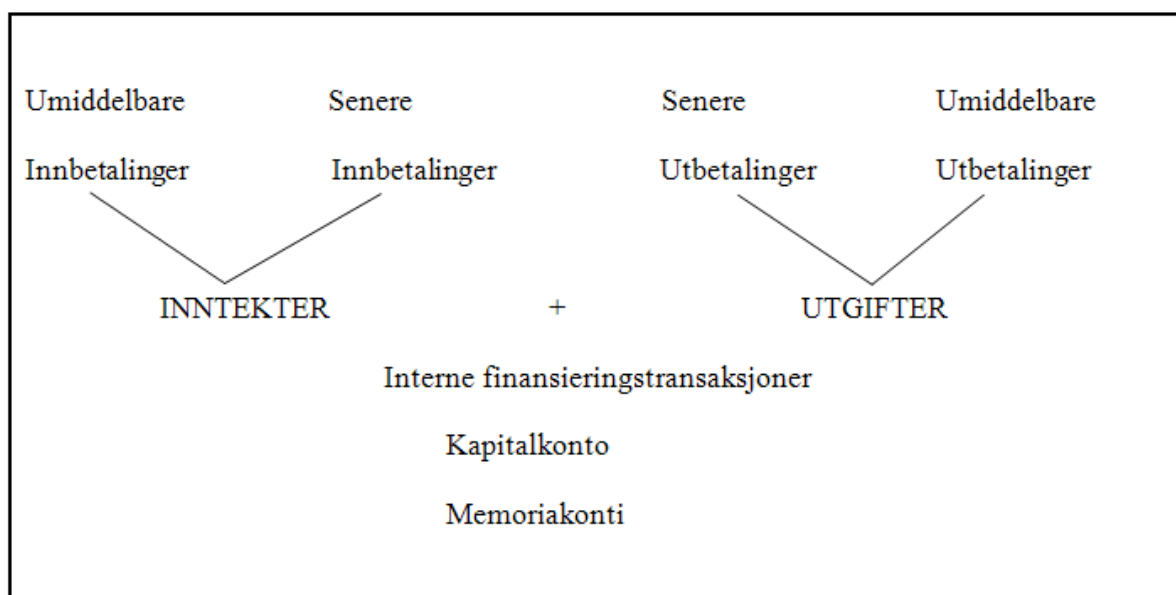 Umiddelbare Senere Senere Umiddelbare
Innbetalinger Innbetalinger Utbetalinger Utbetalinger
INNTEKTER + UTGIFTER
Interne finansieringstransaksjoner
Kapitalkonto
Memoriakonti